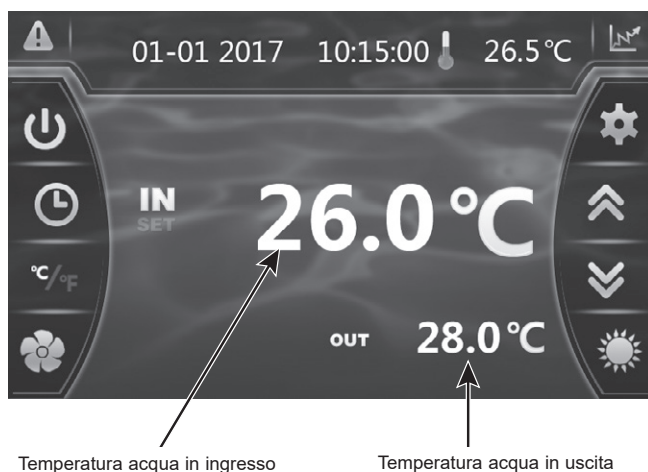 01-01 2017 10:15:00 26.5°C
IN
SET
26.0°C
°C/°F
OUT 28.0°C
Temperatura acqua in ingresso
Temperatura acqua in uscita